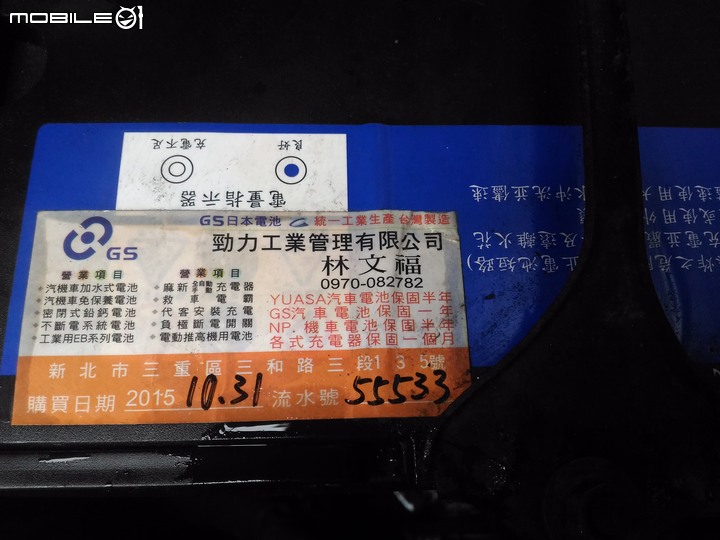 MOBILE01
良好
充電不足
電量指示器
GS日本電池 統一工業生產 台灣製造
GS
勁力工業管理有限公司
林文福
0970-082782
營業項目
汽機車加水式電池
汽機車免保養電池
密閉式鉛鈣電池
不斷電系統電池
工業用EB系列電池
營業項目
麻新全自動充電器
救車電霸
代客安裝充電
負極斷電開關
電動推高機用電池
YUASA汽車電池保固半年
GS汽車電池保固一年
NP. 機車電池保固半年
各式充電器保固一個月
新北市三重區三和路三段135號
購買日期 2015 10.31 流水號 55533